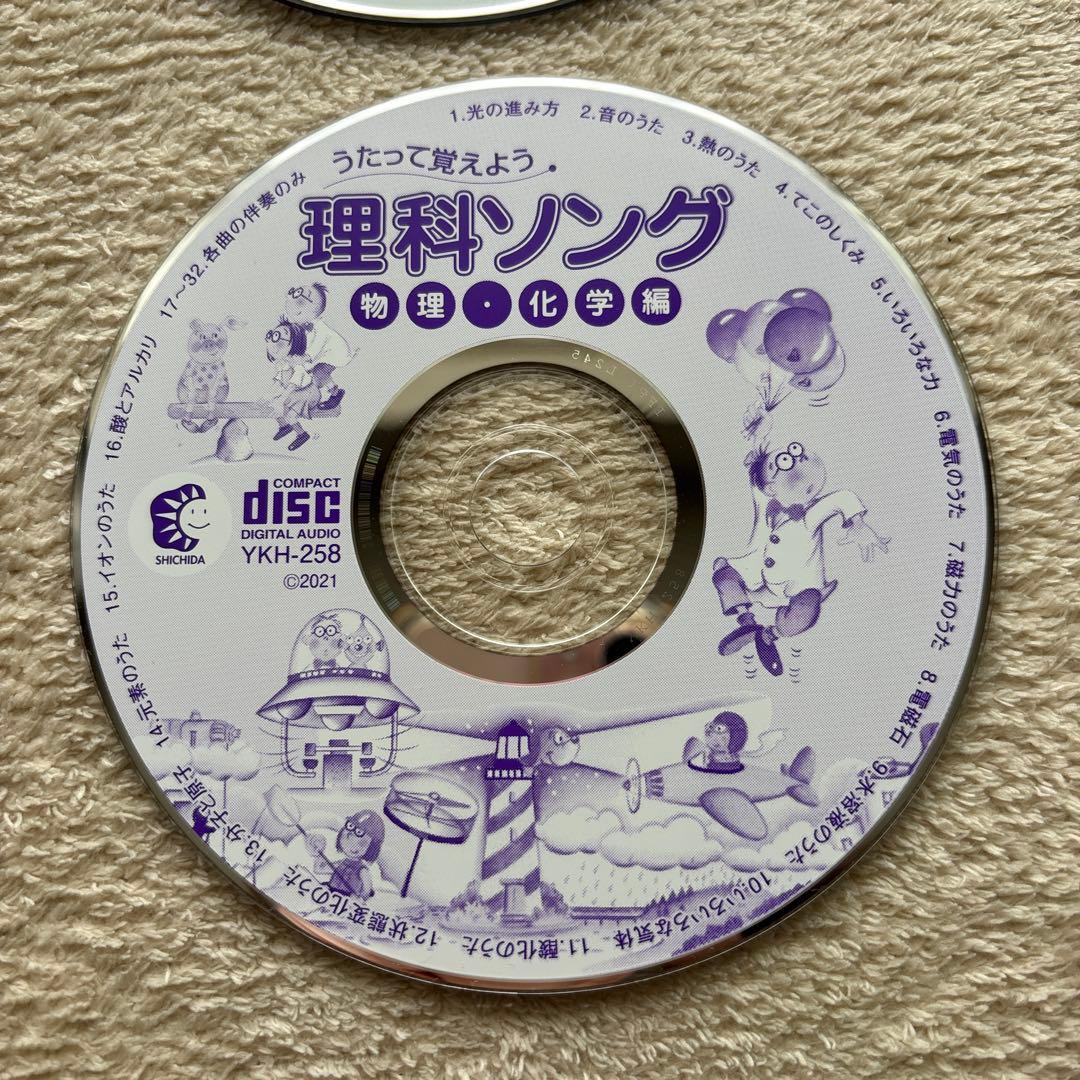 うたって覚えよう
理科ソング
物理・化学編
1.光の進み方
2.音のうた
3.熱のうた
4.てこのしくみ
5.いろいろな力
6.電気のうた
7.磁力のうた
8.電磁石
9.水溶液のうた
10.いろいろな気体
11.酸化のうた
12.状態変化のうた
13.分子と原子
14.元素のうた
15.イオンのうた
16.酸とアルカリ
17〜32.各曲の伴奏のみ
SHICHIDA
COMPACT
disc
DIGITAL AUDIO
YKH-258
©2021